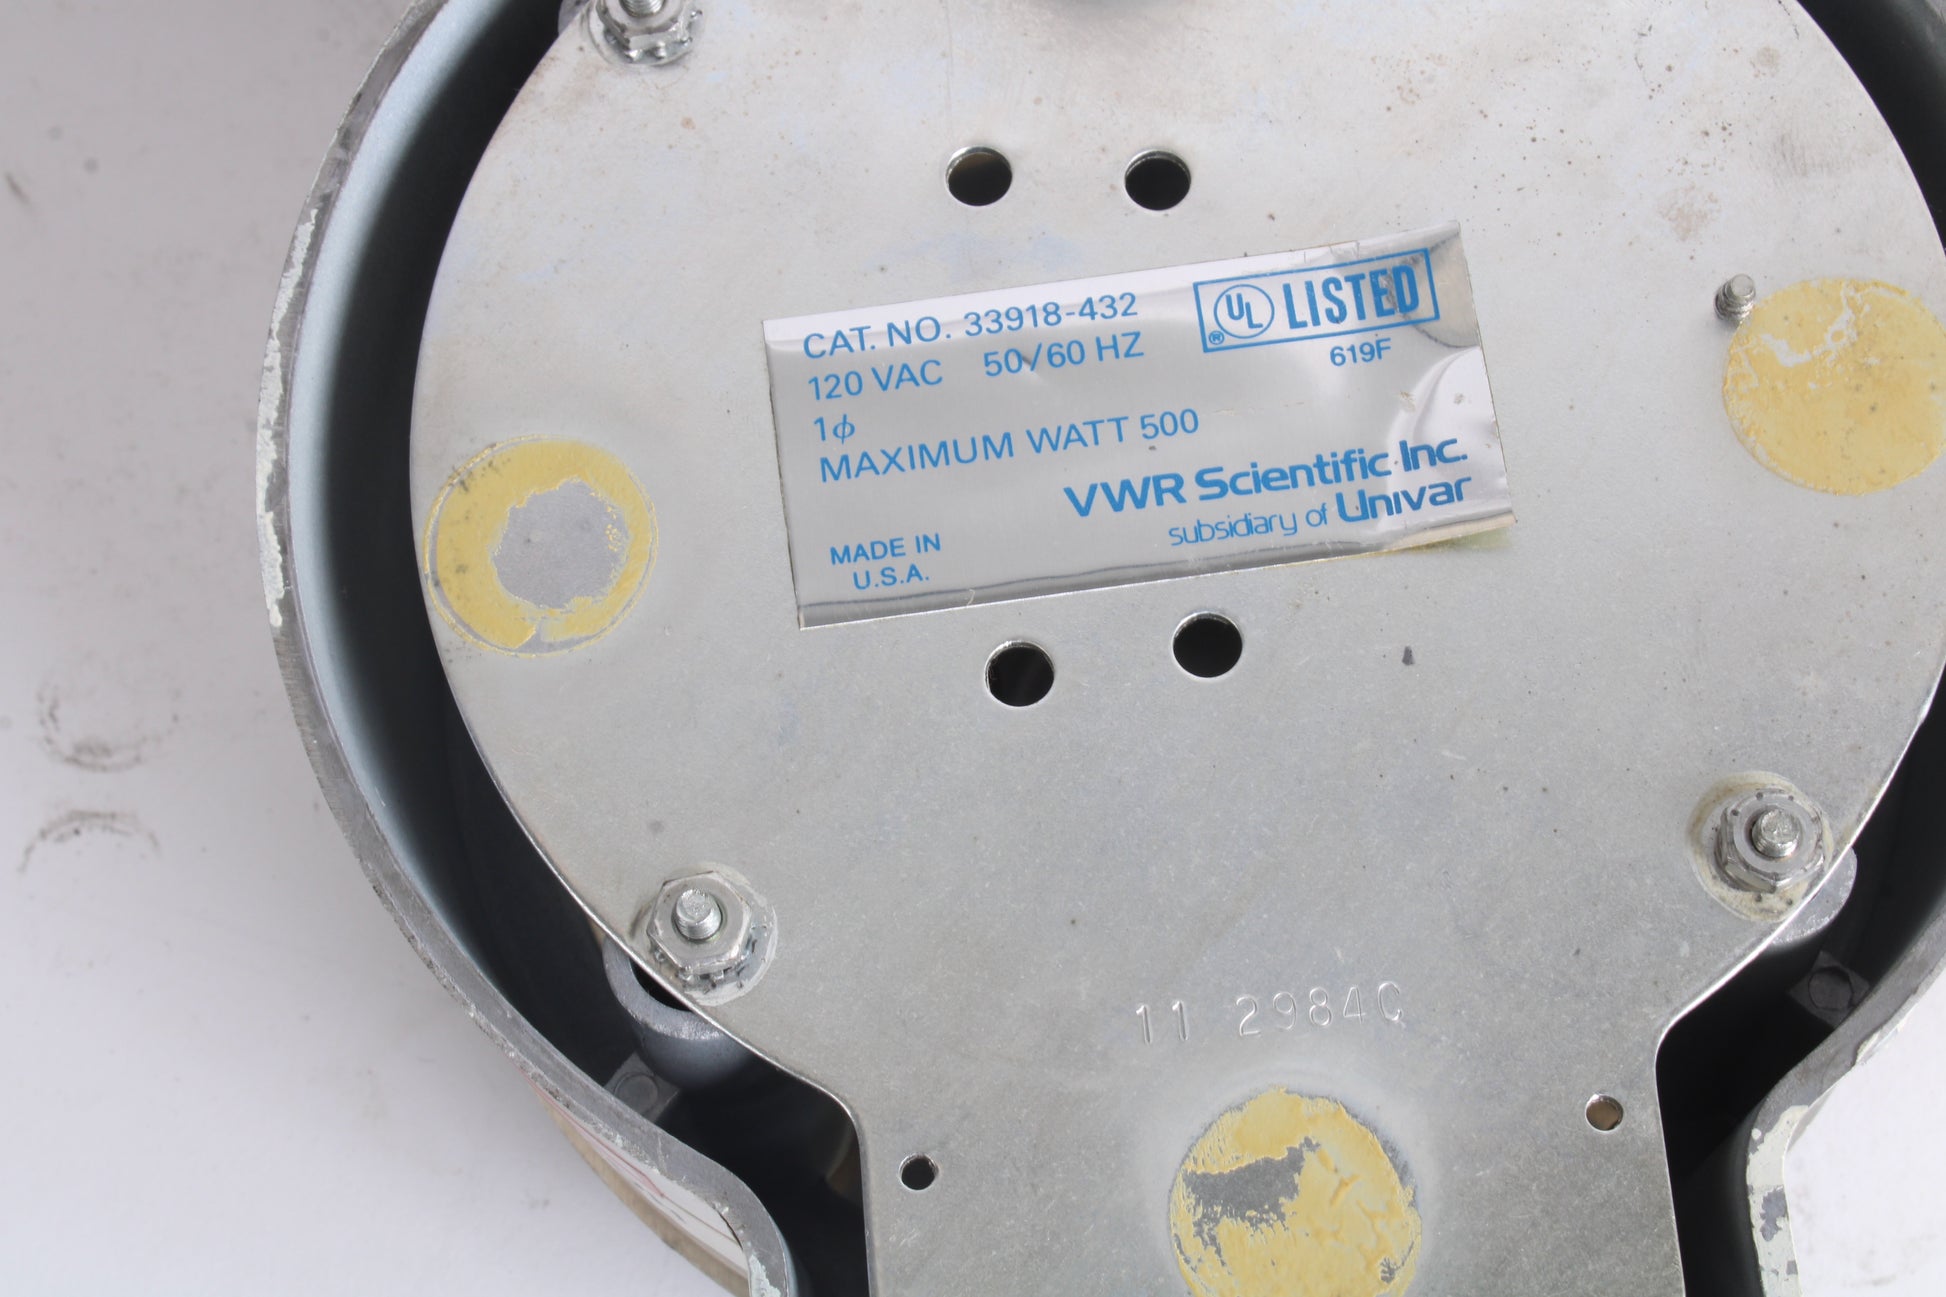 CAT. NO. 33918-432
120 VAC 50/60 HZ
1ϕ
MAXIMUM WATT 500
UL® LISTED
619F
VWR Scientific Inc.
subsidiary of Univar
MADE IN
U.S.A.
11 2984C